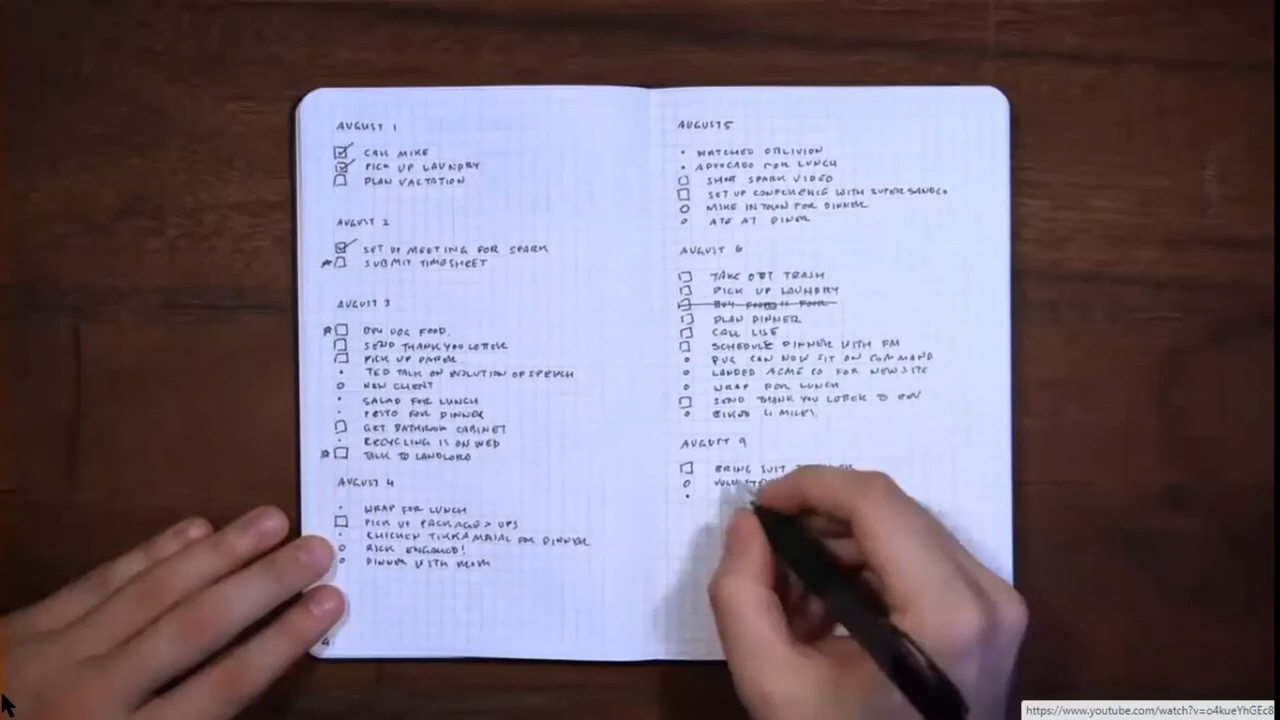 AUGUST 1
CALL MIKE
PICK UP LAUNDRY
PLAN VACTATION
AUGUST 2
SET UP MEETING FOR SPARK
SUBMIT TIMESHEET
AUGUST 3
BUY DOG FOOD.
SEND THANK YOU LETTER
PICK UP PAPER.
TED TALK ON EVOLUTION OF SPEECH
NEW CLIENT
SALAD FOR LUNCH
PESTO FOR DINNER
GET BATHROOM CABINET
RECYCLING IS ON WED
TALK TO LANDLORD
AUGUST 4
WRAP FOR LUNCH
PICK UP PACKAGE > UPS
CHICKEN TIKKA MAIAL FOR DINNER
RICK ENGAGED!
DINNER WITH MOM
4
AUGUST 5
WATCHED OBLIVION
ADVOCADO FOR LUNCH
SHOOT SPARK VIDEO
SET UP CONFERENCE WITH SUPERSANDCO
MIKE IN TOWN FOR DINNER
ATE AT DINER
AUGUST 6
TAKE OUT TRASH
PICK UP LAUNDRY
BUY FOOD
PLAN DINNER
CALL LISE
SCHEDULE DINNER WITH FM
PUG CAN NOW SIT ON COMMAND
LANDED ACME CO FOR NEW SITE
WRAP FOR LUNCH
SEND THANK YOU LETTER TO
BIKED 4 MILES.
AUGUST 9
BRING SUIT
https://www.youtube.com/watch?v=o4kueYhGEc8